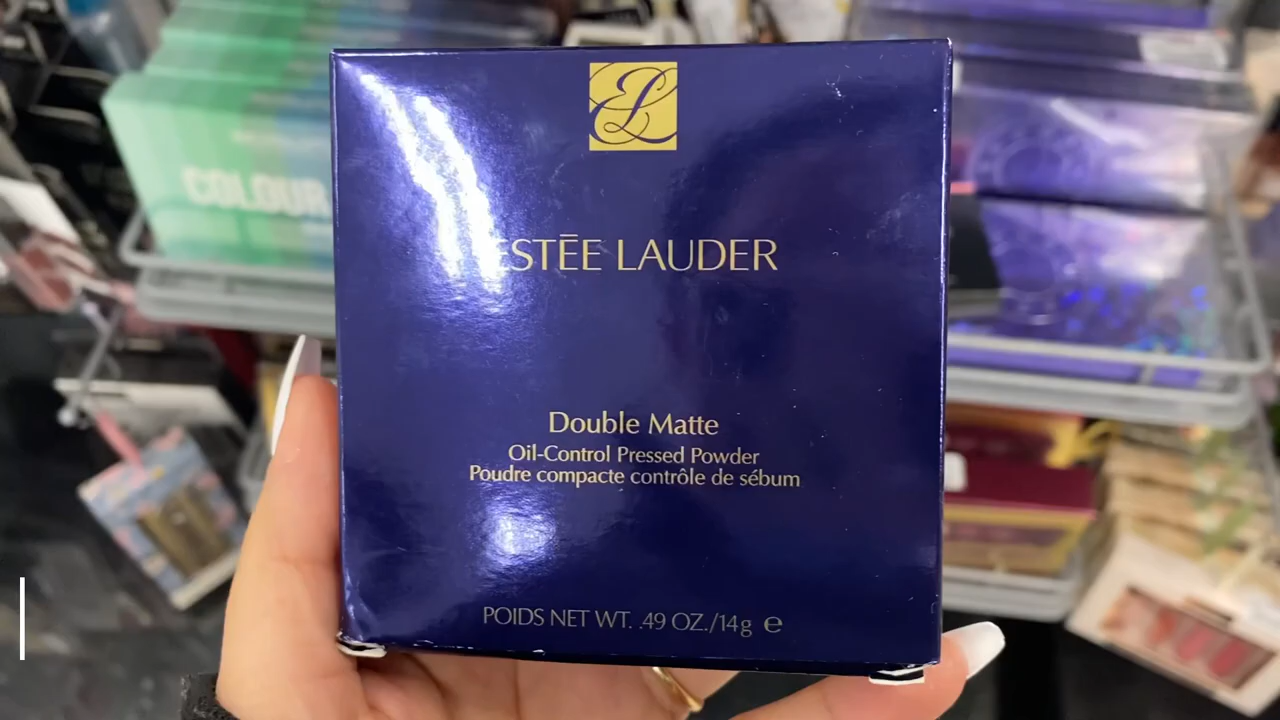 EL
ESTĒE LAUDER
Double Matte
Oil-Control Pressed Powder
Poudre compacte contrôle de sébum
POIDS NET WT. .49 OZ./14g e
COLOUR